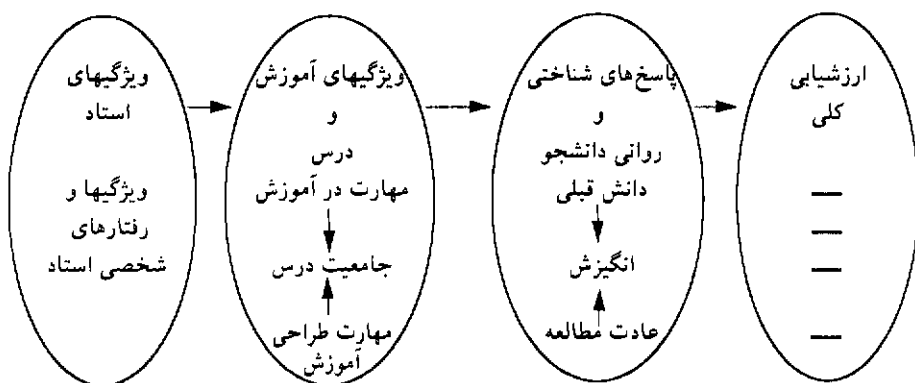 ویژگیهای
استاد
ویژگیها و
رفتارهای
شخصی استاد
ویژگیهای آموزش
و
درس
مهارت در آموزش
جامعیت درس
مهارت طراحی
آموزش
پاسخ‌های شناختی
و
روانی دانشجو
دانش قبلی
انگیزش
عادت مطالعه
ارزشیابی
کلی